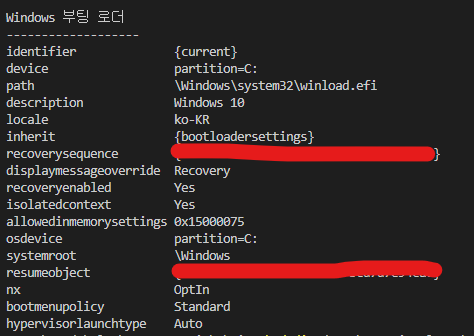 Windows 부팅 로더
--------------------
identifier {current}
device partition=C:
path \Windows\system32\winload.efi
description Windows 10
locale ko-KR
inherit {bootloadersettings}
recoverysequence { }
displaymessageoverride Recovery
recoveryenabled Yes
isolatedcontext Yes
allowedinmemorysettings 0x15000075
osdevice partition=C:
systemroot \Windows
resumeobject { }
nx OptIn
bootmenupolicy Standard
hypervisorlaunchtype Auto